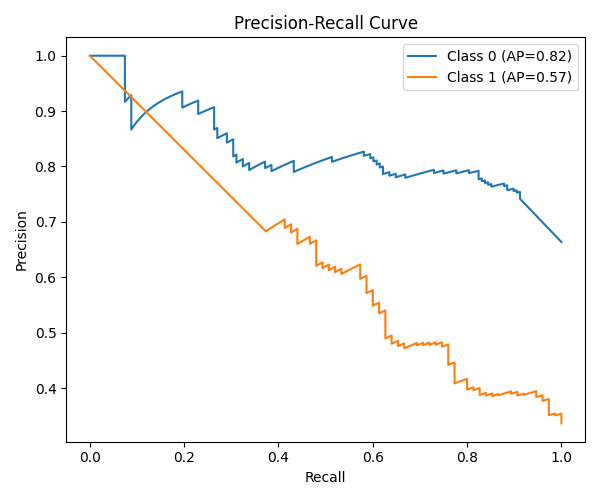 Precision-Recall Curve
Class 0 (AP=0.82)
Class 1 (AP=0.57)
1.0
0.9
0.8
0.7
0.6
0.5
0.4
Precision
0.0 0.2 0.4 0.6 0.8 1.0
Recall